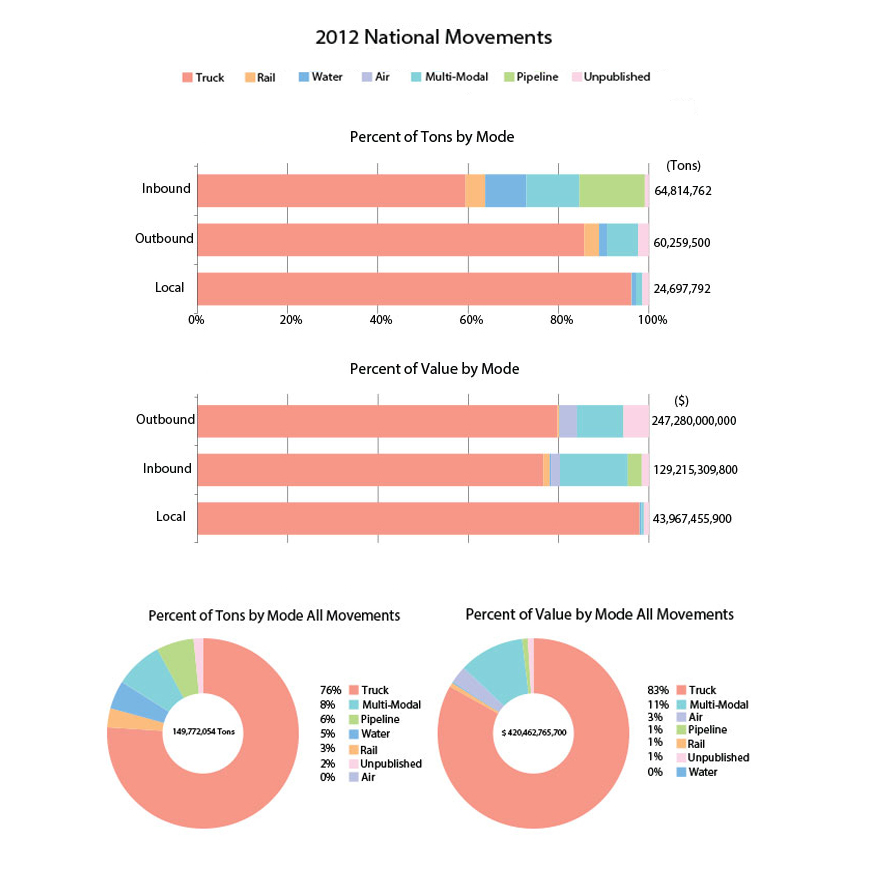 2012 National Movements
Truck Rail Water Air Multi-Modal Pipeline Unpublished
Percent of Tons by Mode
(Tons)
Inbound 64,814,762
Outbound 60,259,500
Local 24,697,792
0% 20% 40% 60% 80% 100%
Percent of Value by Mode
($)
Outbound 247,280,000,000
Inbound 129,215,309,800
Local 43,967,455,900
Percent of Tons by Mode All Movements
149,772,054 Tons
76% Truck
8% Multi-Modal
6% Pipeline
5% Water
3% Rail
2% Unpublished
0% Air
Percent of Value by Mode All Movements
$ 420,462,765,700
83% Truck
11% Multi-Modal
3% Air
1% Pipeline
1% Rail
1% Unpublished
0% Water